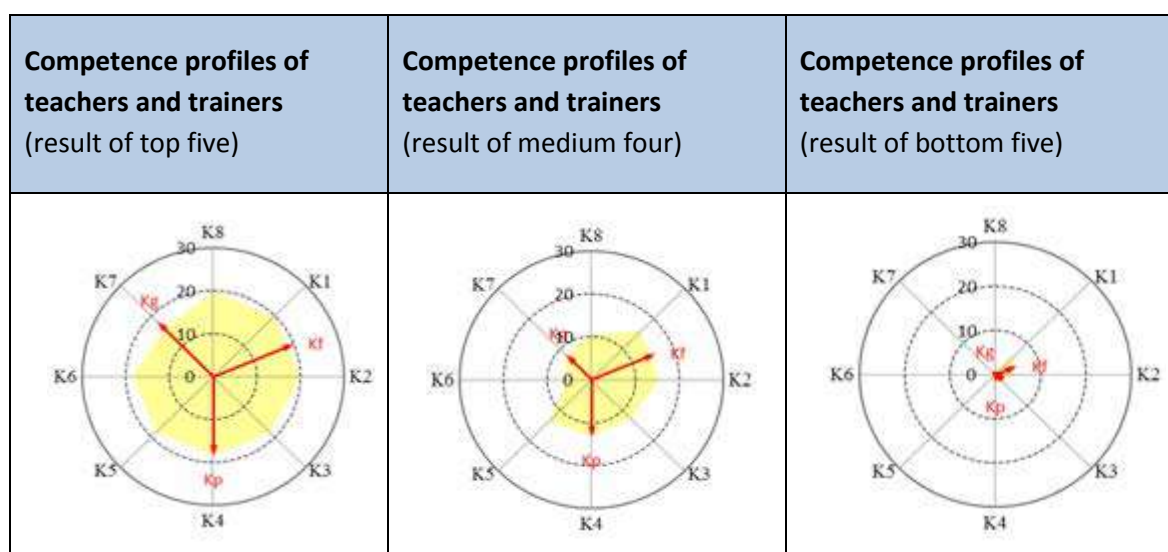 Competence profiles of
teachers and trainers
(result of top five)
Competence profiles of
teachers and trainers
(result of medium four)
Competence profiles of
teachers and trainers
(result of bottom five)
K8
30
K7
K1
20
Kg
10
Kf
K6
0
K2
K5
Kp
K3
K4
K8
30
K7
K1
20
10
Kf
K6
0
K2
Kp
K5
K3
K4
K8
30
K7
K1
20
10
Kg
Kf
K6
0
K2
Kp
K5
K3
K4